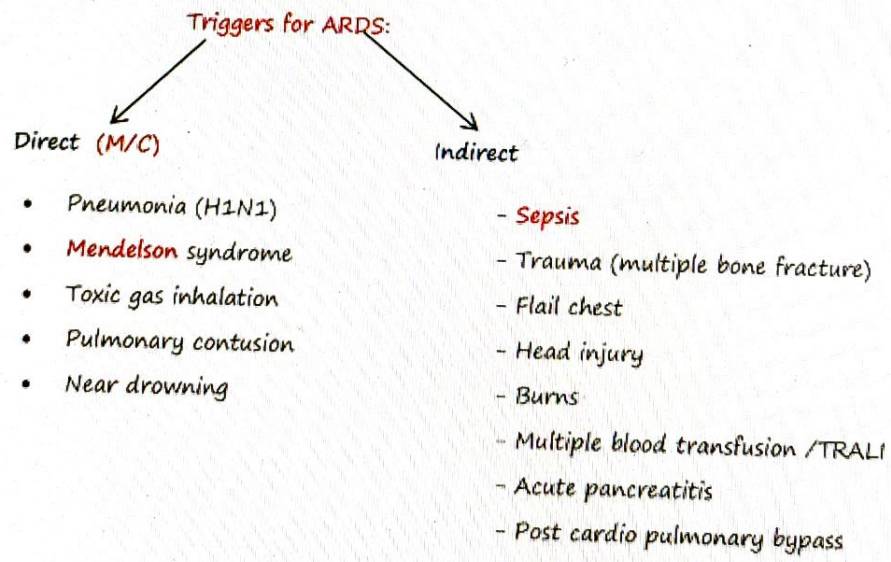 Triggers for ARDS:
Direct (M/C)
• Pneumonia (H1N1)
• Mendelson syndrome
• Toxic gas inhalation
• Pulmonary contusion
• Near drowning
Indirect
- Sepsis
- Trauma (multiple bone fracture)
- Flail chest
- Head injury
- Burns
- Multiple blood transfusion /TRALI
- Acute pancreatitis
- Post cardio pulmonary bypass